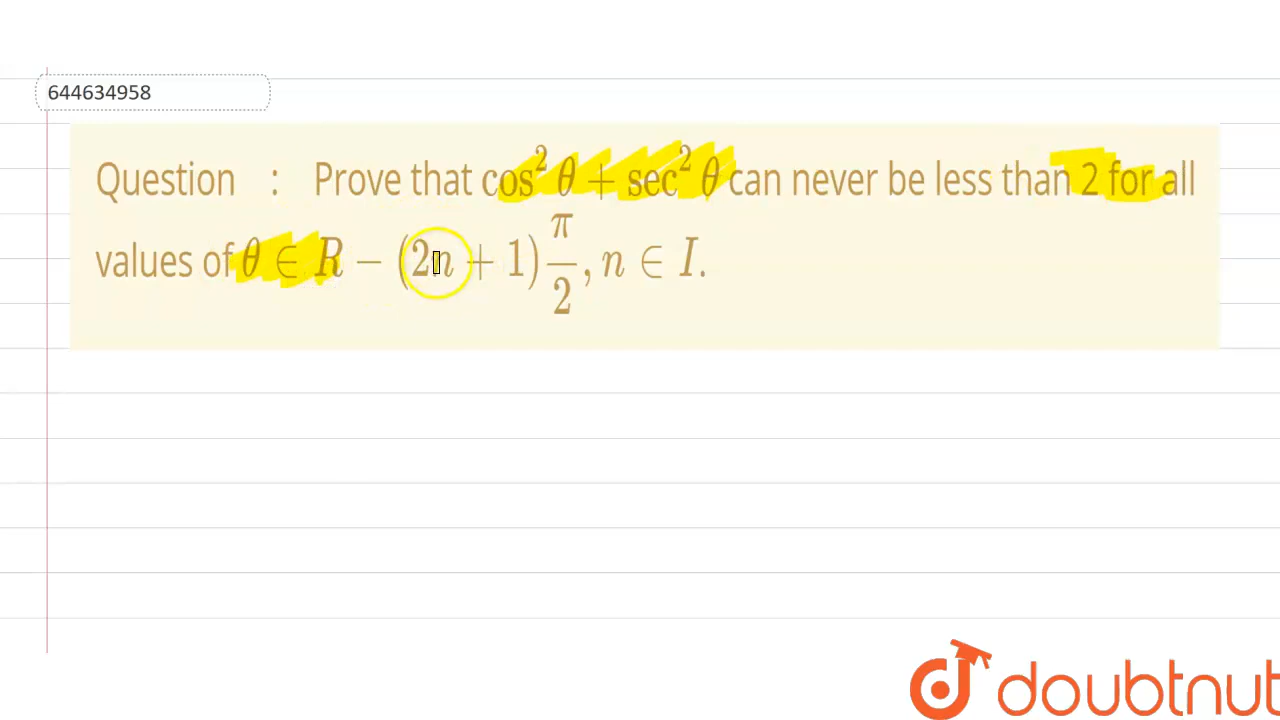 644634958
Question : Prove that cos² θ + sec² θ can never be less than 2 for all
values of θ ∈ R − (2n + 1) π/2, n ∈ I.
doubtnut